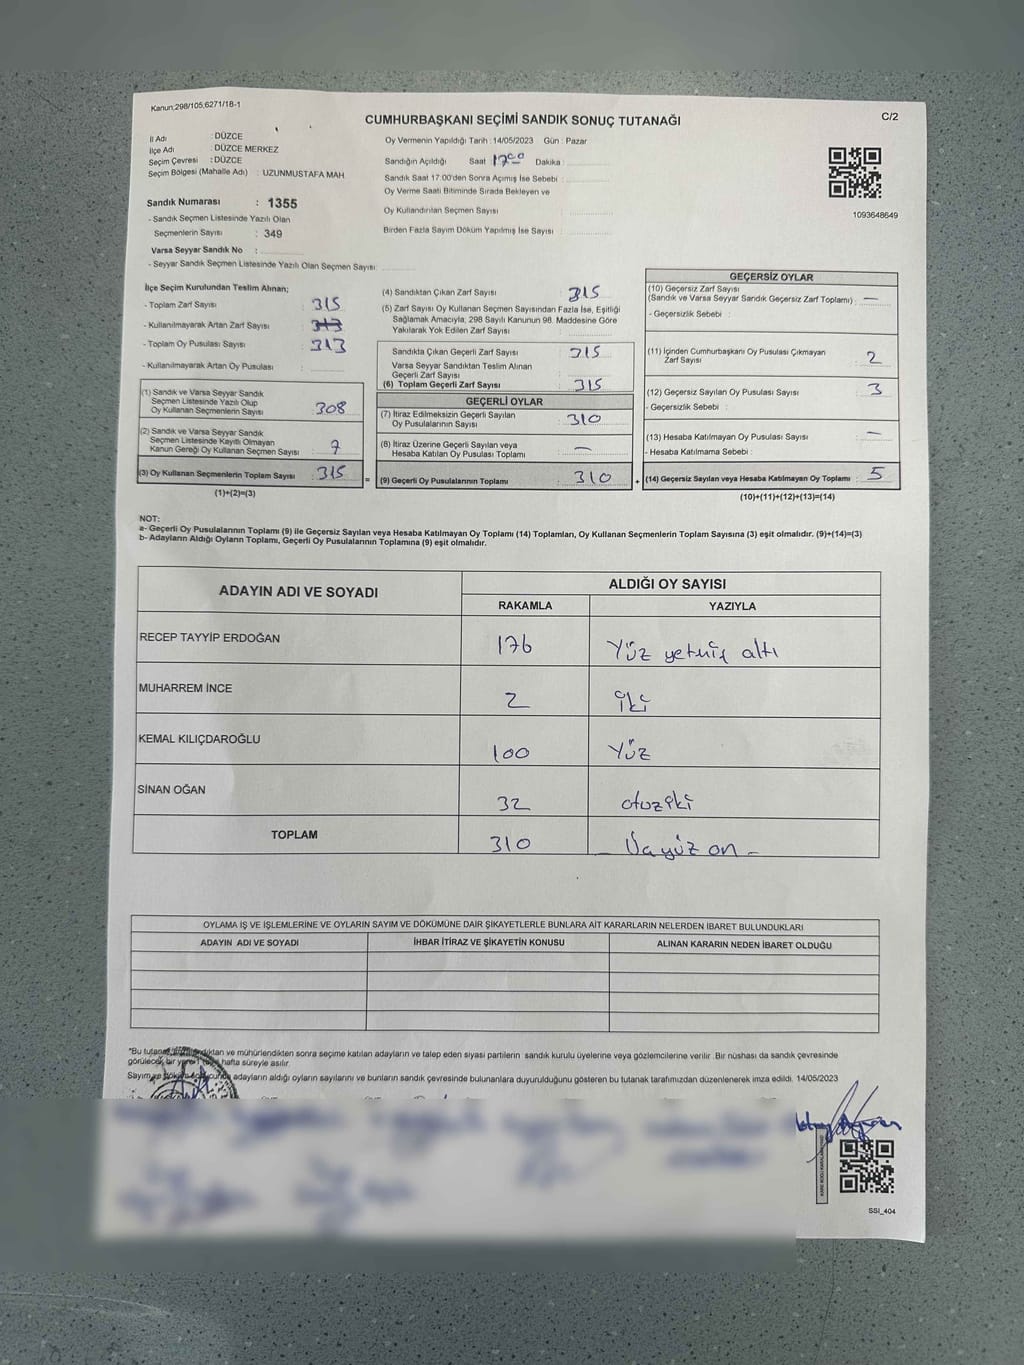 Kanun:298/105,6271/18-1
C/2
CUMHURBAŞKANI SEÇİMİ SANDIK SONUÇ TUTANAĞI
İl Adı : DÜZCE
İlçe Adı : DÜZCE MERKEZ
Seçim Çevresi : DÜZCE
Seçim Bölgesi (Mahalle Adı) : UZUNMUSTAFA MAH.
Sandık Numarası : 1355
- Sandık Seçmen Listesinde Yazılı Olan
Seçmenlerin Sayısı : 349
Varsa Seyyar Sandık No :
- Seyyar Sandık Listesinde Yazılı Olan Seçmen Sayısı:
Oy Vermenin Yapıldığı Tarih : 14/05/2023 Gün : Pazar
Sandığın Açıldığı Saat 17:00 Dakika :
Sandık Saat 17:00'den Sonra Açımış İse Sebebi :
Oy Verme Saati Bitiminde Sırada Bekleyen ve
Oy Kullandırılan Seçmen Sayısı :
Birden Fazla Sayım Döküm Yapılmış İse Sayısı :
1093648649
İlçe Seçim Kurulundan Teslim Alınan;
- Toplam Zarf Sayısı : 315
- Kullanılmayarak Artan Zarf Sayısı : 313
- Toplam Oy Pusulası Sayısı : 313
- Kullanılmayarak Artan Oy Pusulası :
(1) Sandık ve Varsa Seyyar Sandık
Seçmen Listesinde Yazılı Olup
Oy Kullanan Seçmenlerin Sayısı : 308
(2) Sandık ve Varsa Seyyar Sandık
Seçmen Listesinde Kayıtlı Olmayan
Kanun Gereği Oy Kullanan Seçmen Sayısı : 7
(3) Oy Kullanan Seçmenlerin Toplam Sayısı : 315
(1)+(2)=(3)
=
(4) Sandıktan Çıkan Zarf Sayısı : 315
(5) Zarf Sayısı Oy Kullanan Seçmen Sayısından Fazla İse, Eşitliği
Sağlamak Amacıyla; 298 Sayılı Kanunun 98. Maddesine Göre
Yakılarak Yok Edilen Zarf Sayısı :
Sandıkta Çıkan Geçerli Zarf Sayısı : 315
Varsa Seyyar Sandıktan Teslim Alınan
Geçerli Zarf Sayısı :
(6) Toplam Geçerli Zarf Sayısı : 315
GEÇERLİ OYLAR
(7) İtiraz Edilmeksizin Geçerli Sayılan
Oy Pusulalarının Sayısı : 310
(8) İtiraz Üzerine Geçerli Sayılan veya
Hesaba Katılan Oy Pusulası Toplamı : —
(9) Geçerli Oy Pusulalarının Toplamı : 310
+
GEÇERSİZ OYLAR
(10) Geçersiz Zarf Sayısı
(Sandık ve Varsa Seyyar Sandık Geçersiz Zarf Toplamı) : —
- Geçersizlik Sebebi :
(11) İçinden Cumhurbaşkanı Oy Pusulası Çıkmayan
Zarf Sayısı : 2
(12) Geçersiz Sayılan Oy Pusulası Sayısı : 3
- Geçersizlik Sebebi :
(13) Hesaba Katılmayan Oy Pusulası Sayısı : —
- Hesaba Katılmama Sebebi :
(14) Geçersiz Sayılan veya Hesaba Katılmayan Oy Toplamı : 5
(10)+(11)+(12)+(13)=(14)
NOT:
a- Geçerli Oy Pusulalarının Toplamı (9) ile Geçersiz Sayılan veya Hesaba Katılmayan Oy Toplamı (14) Toplamları, Oy Kullanan Seçmenlerin Toplam Sayısına (3) eşit olmalıdır. (9)+(14)=(3)
b- Adayların Aldığı Oyların Toplamı, Geçerli Oy Pusulalarının Toplamına (9) eşit olmalıdır.
ADAYIN ADI VE SOYADI ALDIĞI OY SAYISI
RAKAMLA YAZIYLA
RECEP TAYYİP ERDOĞAN 176 Yüz yetmiş altı
MUHARREM İNCE 2 iki
KEMAL KILIÇDAROĞLU 100 Yüz
SİNAN OĞAN 32 otuziki
TOPLAM 310 - Üçyüz on -
OYLAMA İŞ VE İŞLEMLERİNE VE OYLARIN SAYIM VE DÖKÜMÜNE DAİR ŞİKAYETLERLE BUNLARA AİT KARARLARIN NELERDEN İBARET BULUNDUKLARI
ADAYIN ADI VE SOYADI İHBAR İTİRAZ VE ŞİKAYETİN KONUSU ALINAN KARARIN NEDEN İBARET OLDUĞU
"Bu tutanak ve mühürlendikten sonra seçime katılan adayların ve talep eden siyasi partilerin sandık kurulu üyelerine veya gözlemcilerine verilir. Bir nüshası da sandık çevresinde
görülecek bir yere hafta süreyle asılır.
Sayım ve adayların aldığı oyların sayılarını ve bunların sandık çevresinde bulunanlara duyurulduğunu gösteren bu tutanak tarafımızdan düzenlenerek imza edildi. 14/05/2023
SSİ_404